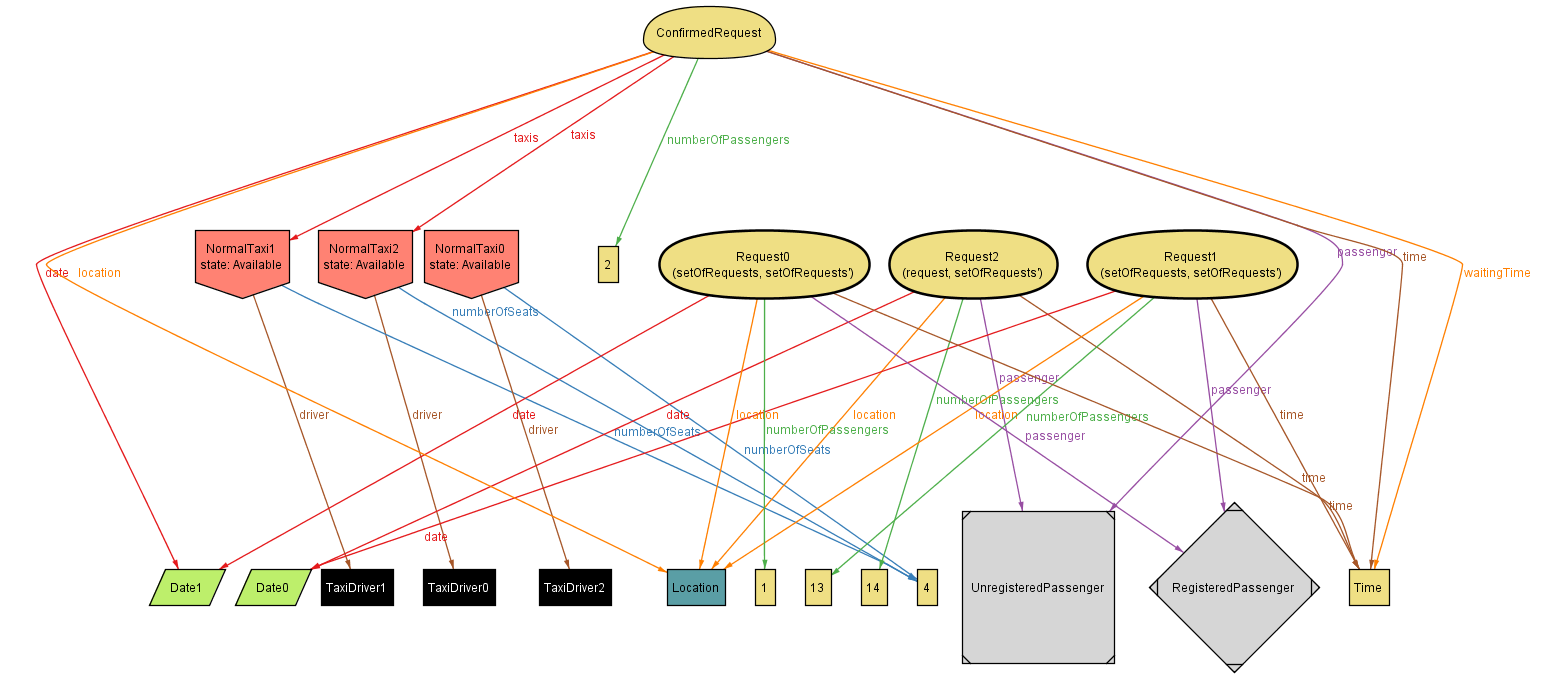 ConfirmedRequest
taxis
taxis
numberOfPassengers
NormalTaxi1
state: Available
NormalTaxi2
state: Available
NormalTaxi0
state: Available
2
Request0
(setOfRequests, setOfRequests')
Request2
(request, setOfRequests')
Request1
(setOfRequests, setOfRequests')
passenger
time
date
location
waitingTime
numberOfSeats
passenger
passenger
numberOfPassengers
driver
driver
date
date
location
location
location
numberOfPassengers
time
driver
numberOfPassengers
numberOfSeats
passenger
numberOfSeats
time
time
date
Date1
Date0
TaxiDriver1
TaxiDriver0
TaxiDriver2
Location
1
13
14
4
UnregisteredPassenger
RegisteredPassenger
Time